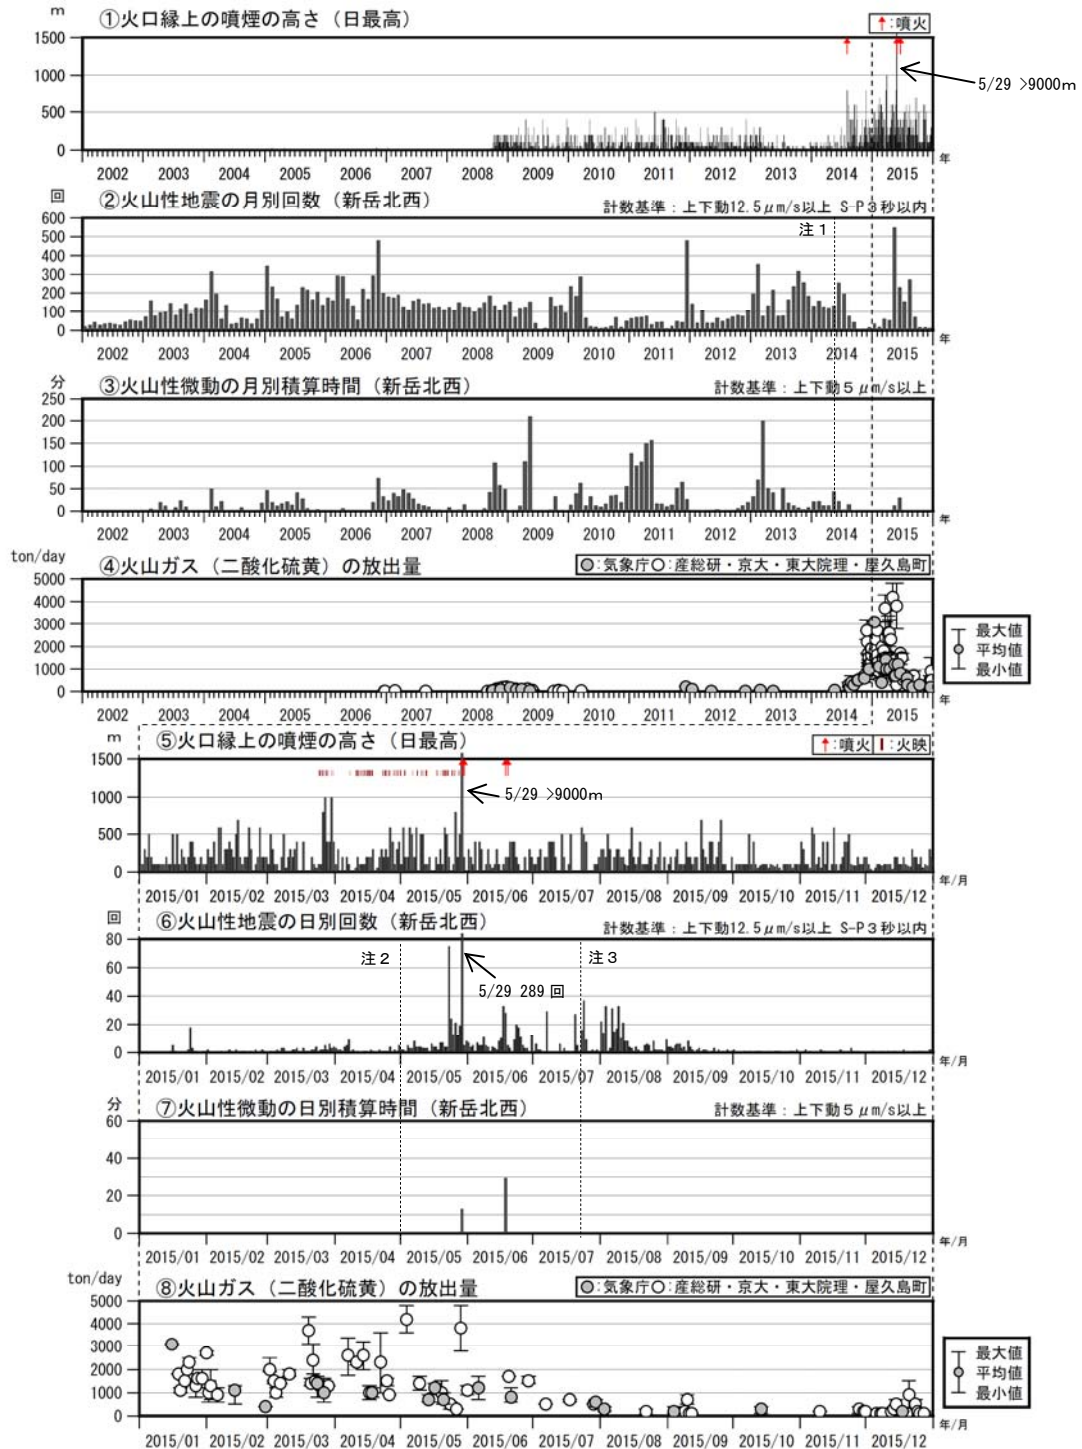 m
①火口縁上の噴煙の高さ（日最高）
↑:噴火
1500
1000
500
0
5/29 >9000m
2002 2003 2004 2005 2006 2007 2008 2009 2010 2011 2012 2013 2014 2015 年
回
②火山性地震の月別回数（新岳北西）
計数基準：上下動12.5μm/s以上 S-P3秒以内
注1
600
500
400
300
200
100
0
2002 2003 2004 2005 2006 2007 2008 2009 2010 2011 2012 2013 2014 2015 年
分
③火山性微動の月別積算時間（新岳北西）
計数基準：上下動5μm/s以上
250
200
150
100
50
0
2002 2003 2004 2005 2006 2007 2008 2009 2010 2011 2012 2013 2014 2015 年
ton/day
④火山ガス（二酸化硫黄）の放出量
◎:気象庁○:産総研・京大・東大院理・屋久島町
5000
4000
3000
2000
1000
0
最大値
平均値
最小値
2002 2003 2004 2005 2006 2007 2008 2009 2010 2011 2012 2013 2014 2015 年
m
⑤火口縁上の噴煙の高さ（日最高）
↑:噴火 |:火映
1500
1000
500
0
5/29 >9000m
2015/01 2015/02 2015/03 2015/04 2015/05 2015/06 2015/07 2015/08 2015/09 2015/10 2015/11 2015/12 年/月
回
⑥火山性地震の日別回数（新岳北西）
計数基準：上下動12.5μm/s以上 S-P3秒以内
80
60
40
20
0
注2
注3
5/29 289 回
2015/01 2015/02 2015/03 2015/04 2015/05 2015/06 2015/07 2015/08 2015/09 2015/10 2015/11 2015/12 年/月
分
⑦火山性微動の日別積算時間（新岳北西）
計数基準：上下動5μm/s以上
60
40
20
0
2015/01 2015/02 2015/03 2015/04 2015/05 2015/06 2015/07 2015/08 2015/09 2015/10 2015/11 2015/12 年/月
ton/day
⑧火山ガス（二酸化硫黄）の放出量
◎:気象庁○:産総研・京大・東大院理・屋久島町
5000
4000
3000
2000
1000
0
最大値
平均値
最小値
2015/01 2015/02 2015/03 2015/04 2015/05 2015/06 2015/07 2015/08 2015/09 2015/10 2015/11 2015/12 年/月